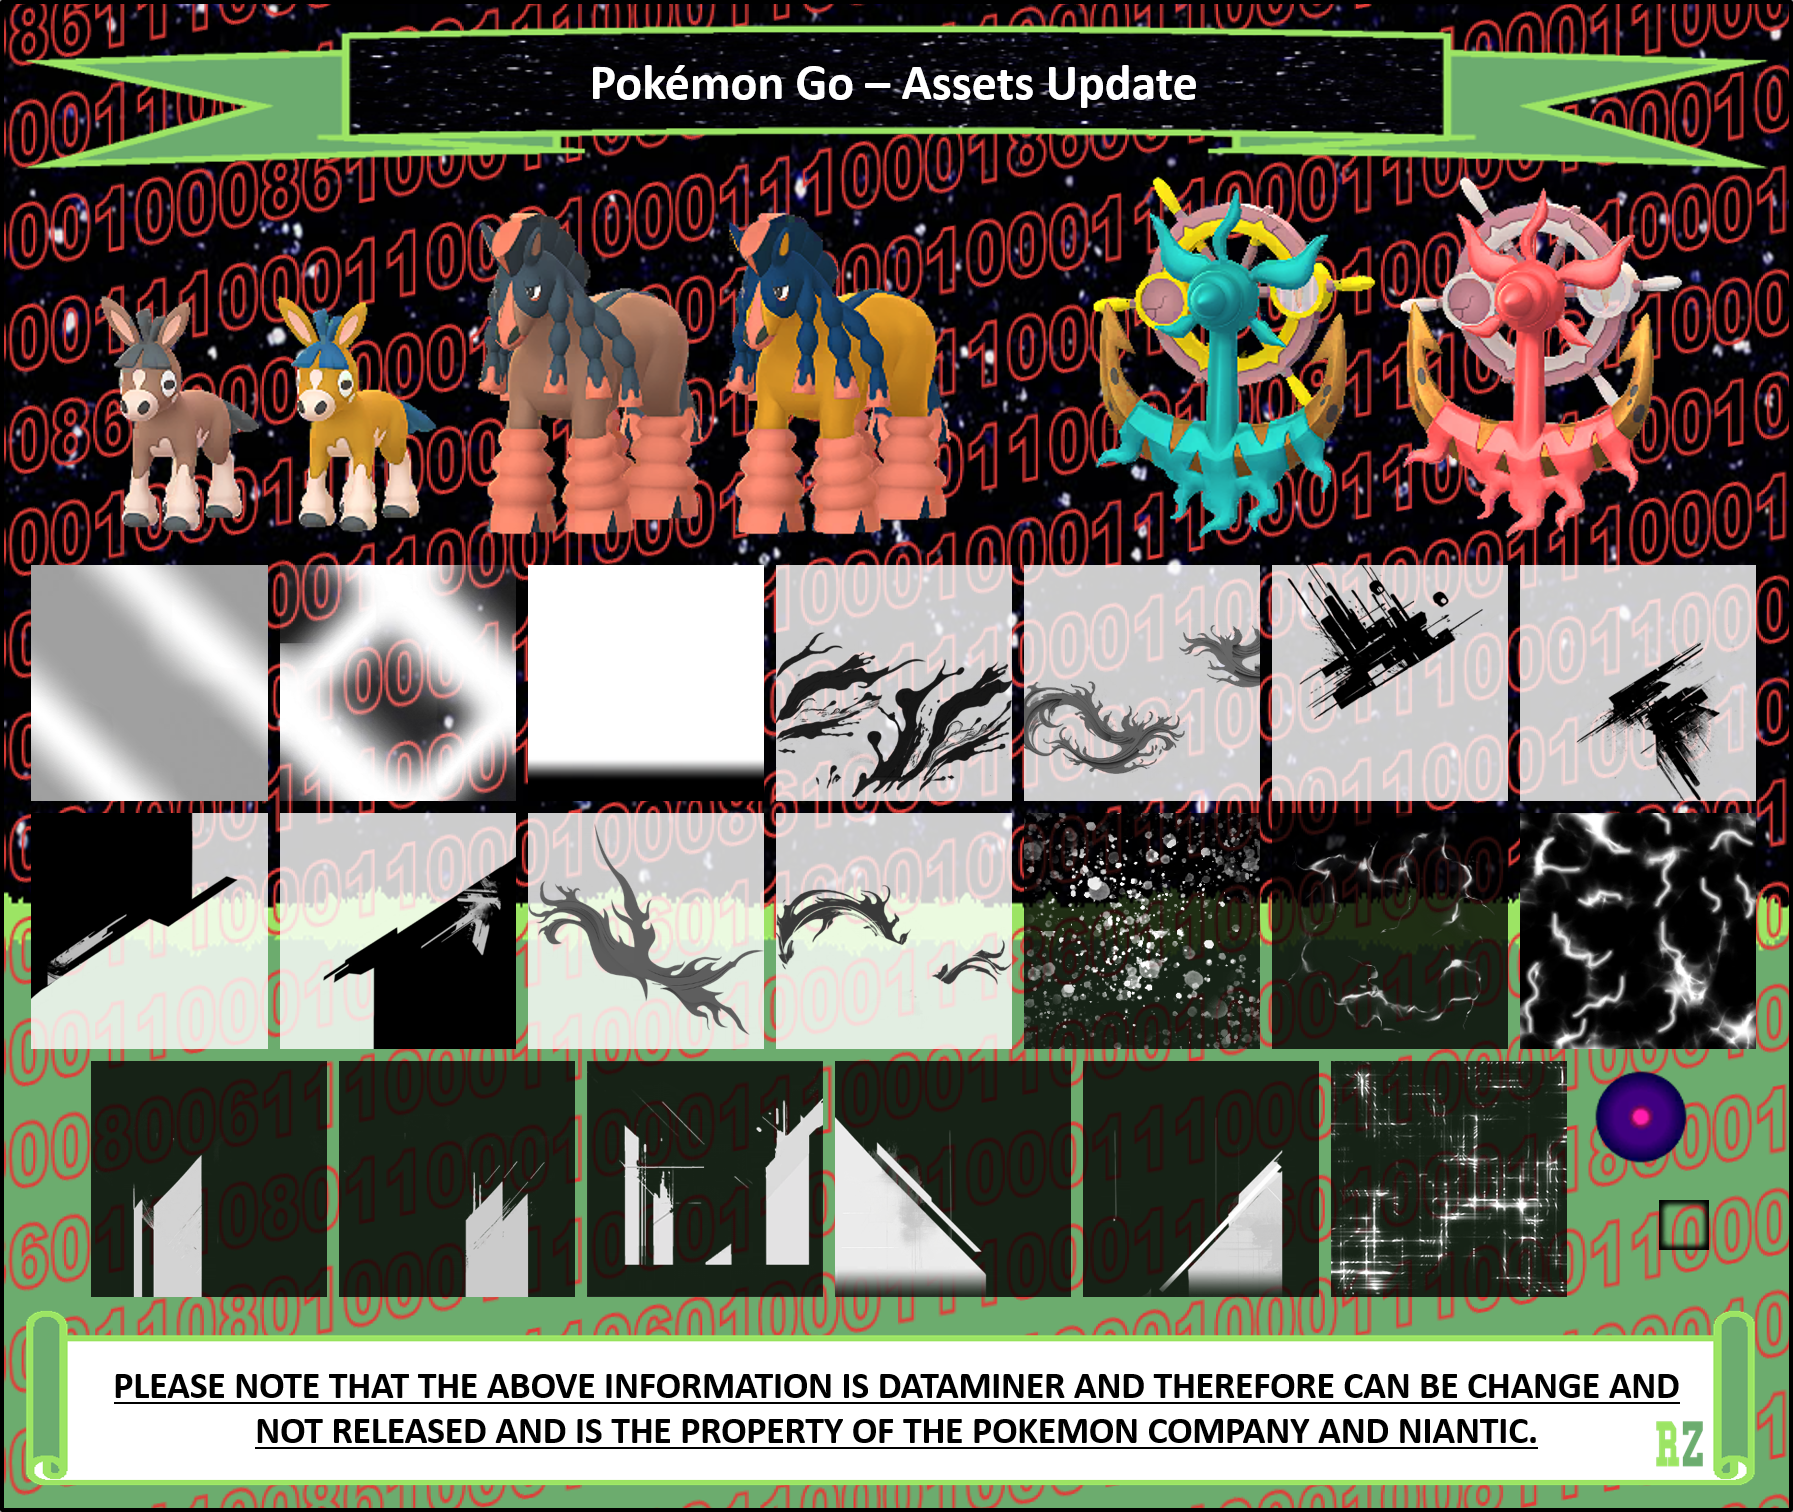 Pokémon Go – Assets Update
PLEASE NOTE THAT THE ABOVE INFORMATION IS DATAMINER AND THEREFORE CAN BE CHANGE AND
NOT RELEASED AND IS THE PROPERTY OF THE POKEMON COMPANY AND NIANTIC.
RZ